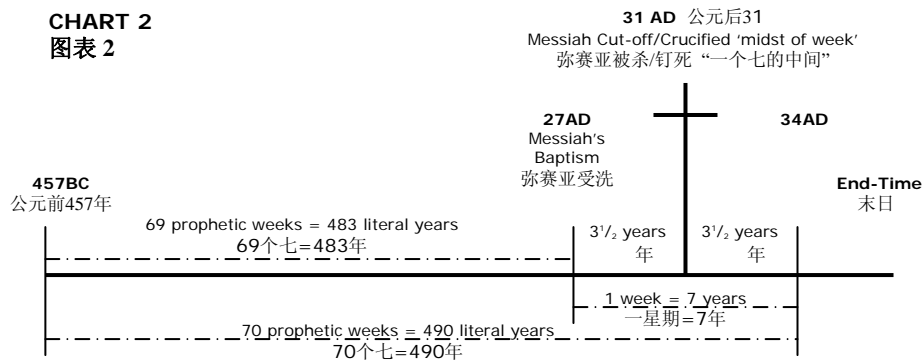 CHART 2
图表 2
31 AD 公元后31
Messiah Cut-off/Crucified ‘midst of week’
弥赛亚被杀/钉死 “一个七的中间”
27AD
Messiah's
Baptism
弥赛亚受洗
34AD
457BC
公元前457年
End-Time
末日
69 prophetic weeks = 483 literal years
69个七=483年
3 1/2 years
年
3 1/2 years
年
1 week = 7 years
一星期=7年
70 prophetic weeks = 490 literal years
70个七=490年